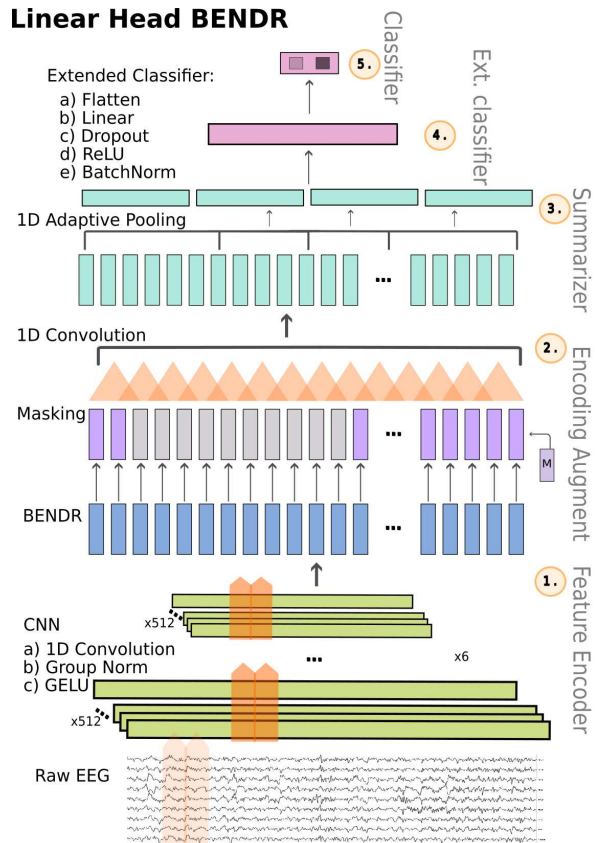 Linear Head BENDR
5.
Classifier
Extended Classifier:
a) Flatten
b) Linear
c) Dropout
d) ReLU
e) BatchNorm
4.
Ext. classifier
3.
Summarizer
1D Adaptive Pooling
...
1D Convolution
2.
Encoding Augment
Masking
...
M
BENDR
...
1.
Feature Encoder
CNN
x512
a) 1D Convolution
b) Group Norm
c) GELU
...
x6
x512
Raw EEG